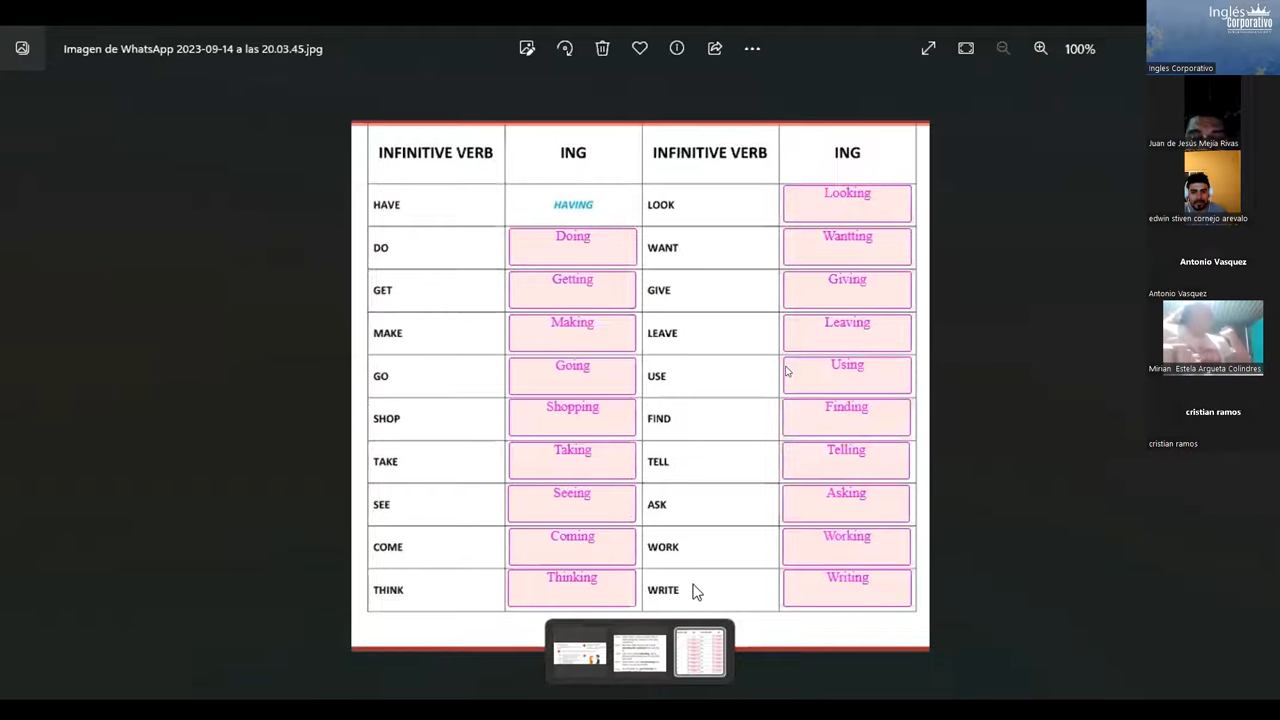 Imagen de WhatsApp 2023-09-14 a las 20.03.45.jpg
100%
Inglés
Corporativo
Ingles Corporativo
Juan de Jesús Mejía Rivas
edwin stiven cornejo arevalo
Antonio Vasquez
Antonio Vasquez
Mirian Estela Argueta Colindres
cristian ramos
cristian ramos
INFINITIVE VERB ING INFINITIVE VERB ING
HAVE HAVING LOOK Looking
DO Doing WANT Wantting
GET Getting GIVE Giving
MAKE Making LEAVE Leaving
GO Going USE Using
SHOP Shopping FIND Finding
TAKE Taking TELL Telling
SEE Seeing ASK Asking
COME Coming WORK Working
THINK Thinking WRITE Writing